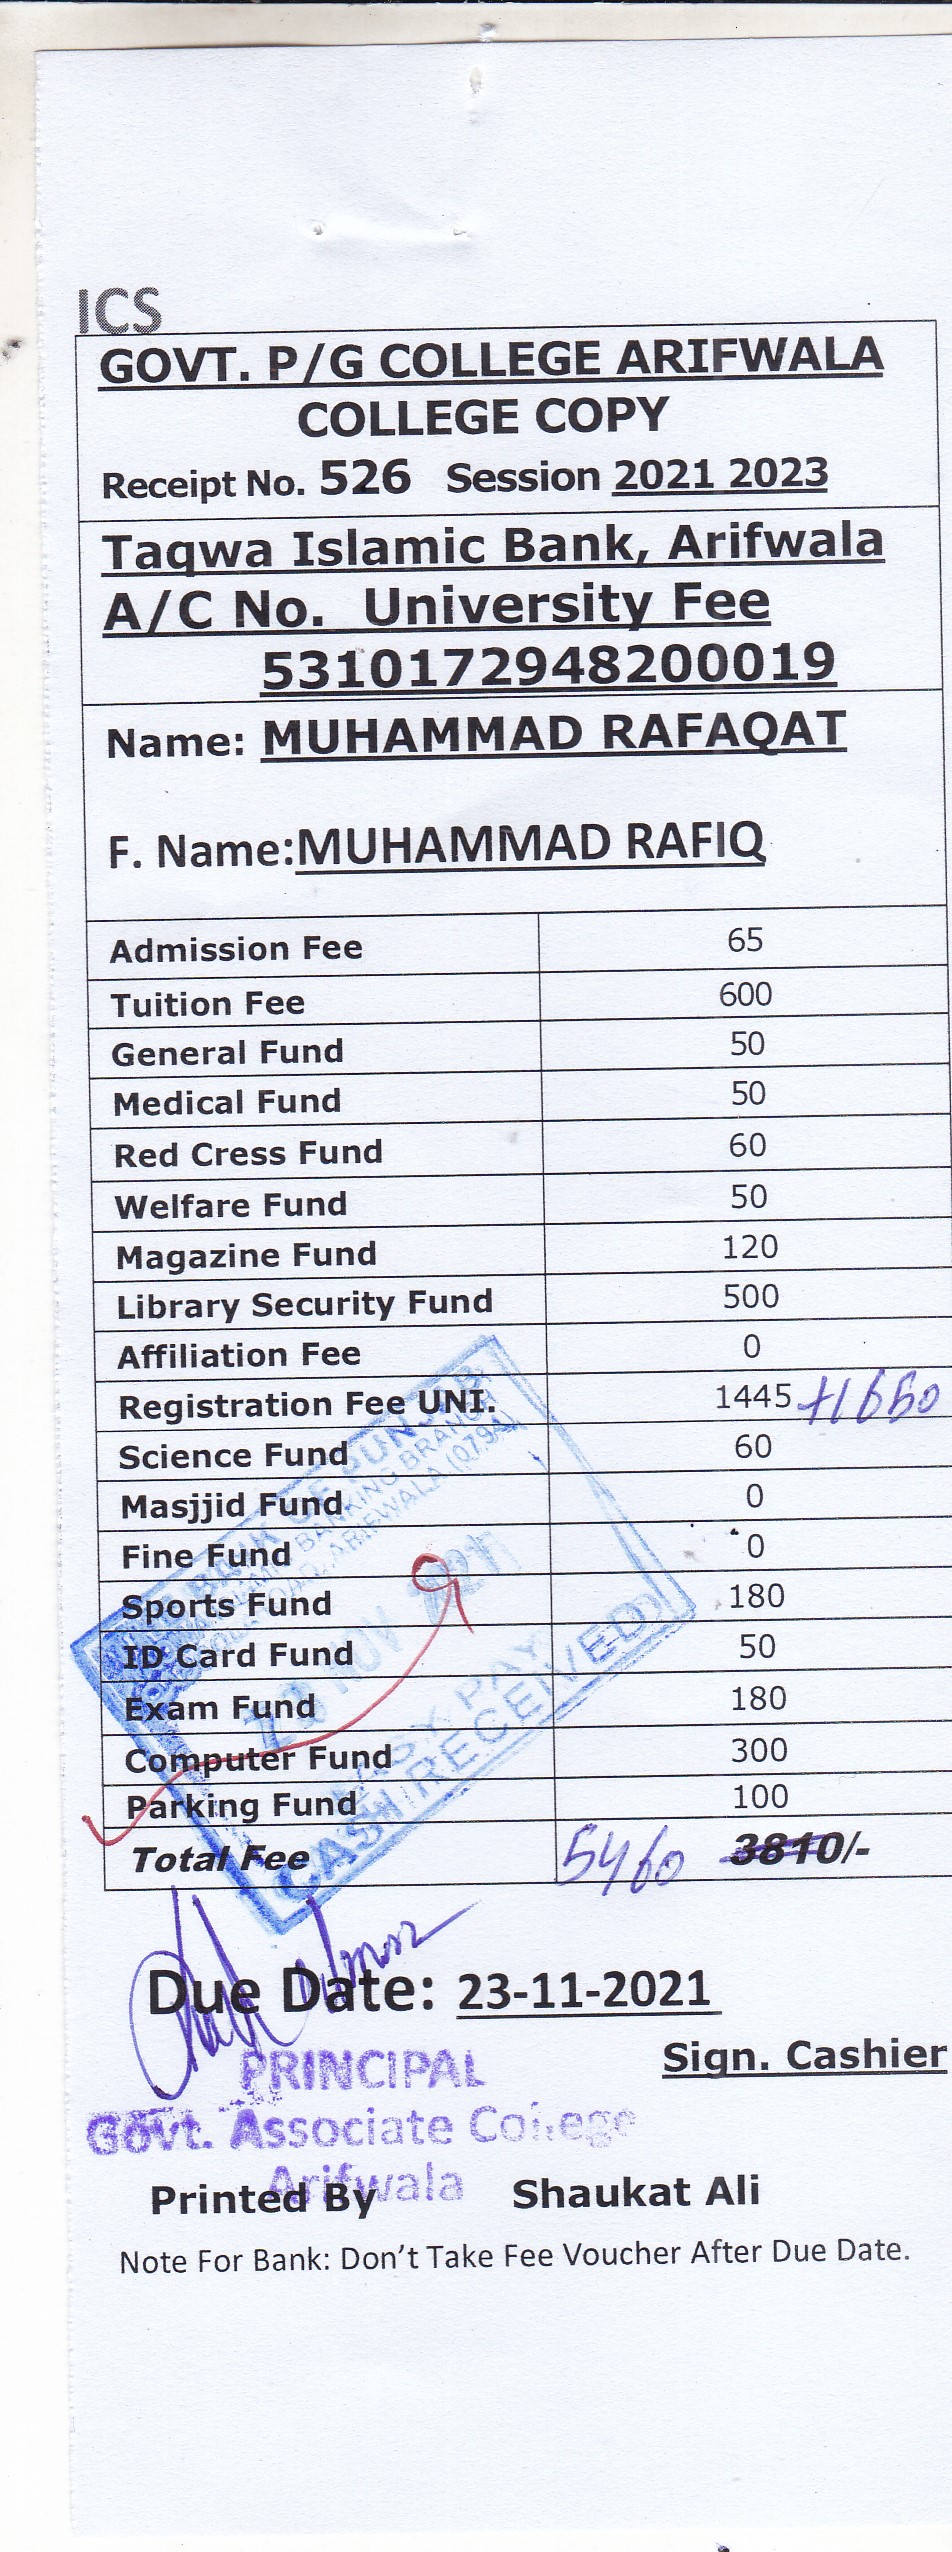 ICS
GOVT. P/G COLLEGE ARIFWALA
COLLEGE COPY
Receipt No. 526 Session 2021 2023
Taqwa Islamic Bank, Arifwala
A/C No. University Fee
5310172948200019
Name: MUHAMMAD RAFAQAT
F. Name:MUHAMMAD RAFIQ
Admission Fee 65
Tuition Fee 600
General Fund 50
Medical Fund 50
Red Cress Fund 60
Welfare Fund 50
Magazine Fund 120
Library Security Fund 500
Affiliation Fee 0
Registration Fee UNI. 1445 +1650
Science Fund 60
Masjjid Fund 0
Fine Fund 0
Sports Fund 180
ID Card Fund 50
Exam Fund 180
Computer Fund 300
Parking Fund 100
Total Fee 5460 3810/-
BANK OF PUNJAB
BANKING BRANCH
ROAD, ARIFWALA (0794)
NOV 2021
CASH RECEIVED
Due Date: 23-11-2021
Sign. Cashier
PRINCIPAL
Govt. Associate College
Arifwala
Printed By Shaukat Ali
Note For Bank: Don't Take Fee Voucher After Due Date.